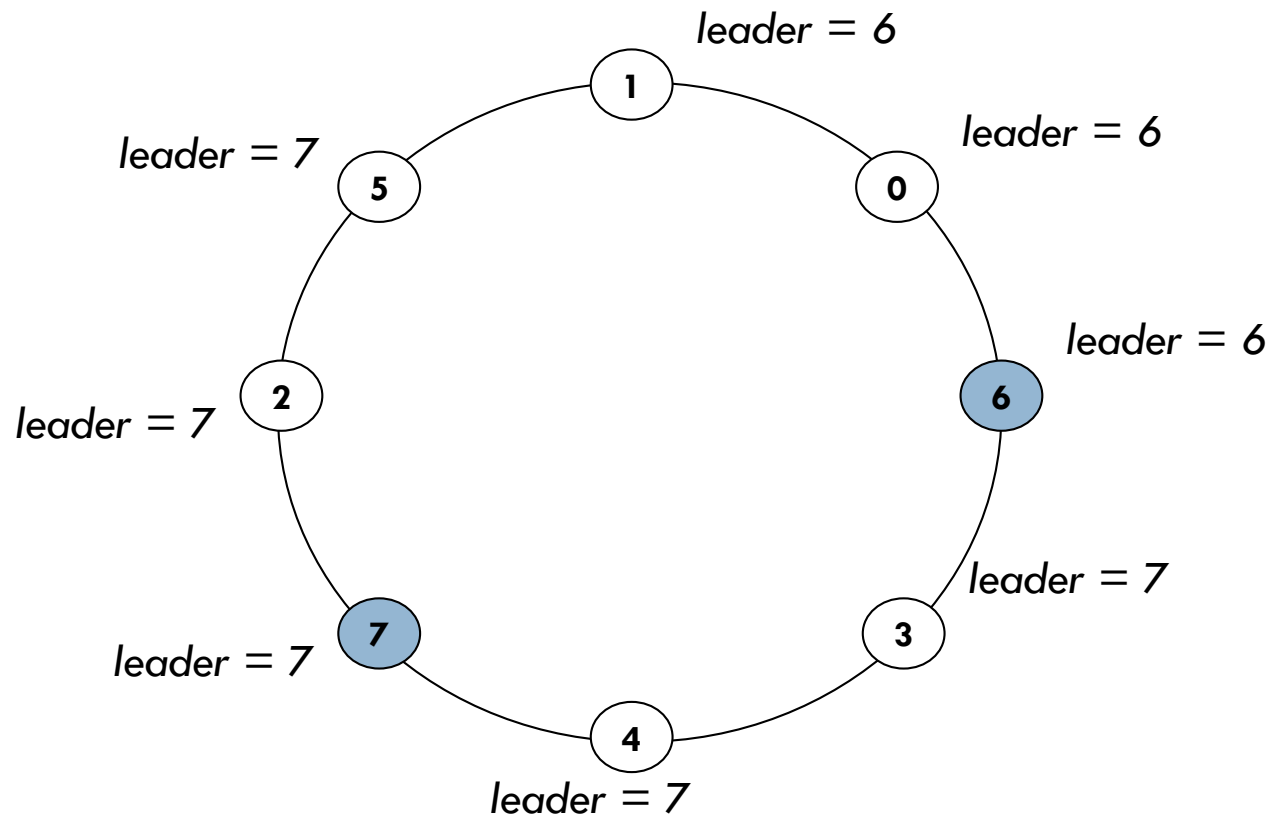 leader = 6
1
leader = 6
0
leader = 7
5
leader = 6
6
2
leader = 7
leader = 7
3
7
leader = 7
4
leader = 7